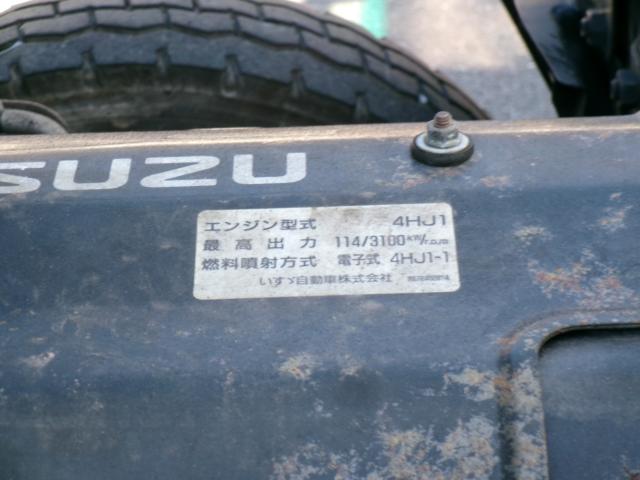 SUZU
エンジン型式 4HJ1
最高出力 114/3100kW/r.p.m
燃料噴射方式 電子式 4HJ1-1
いすゞ自動車株式会社